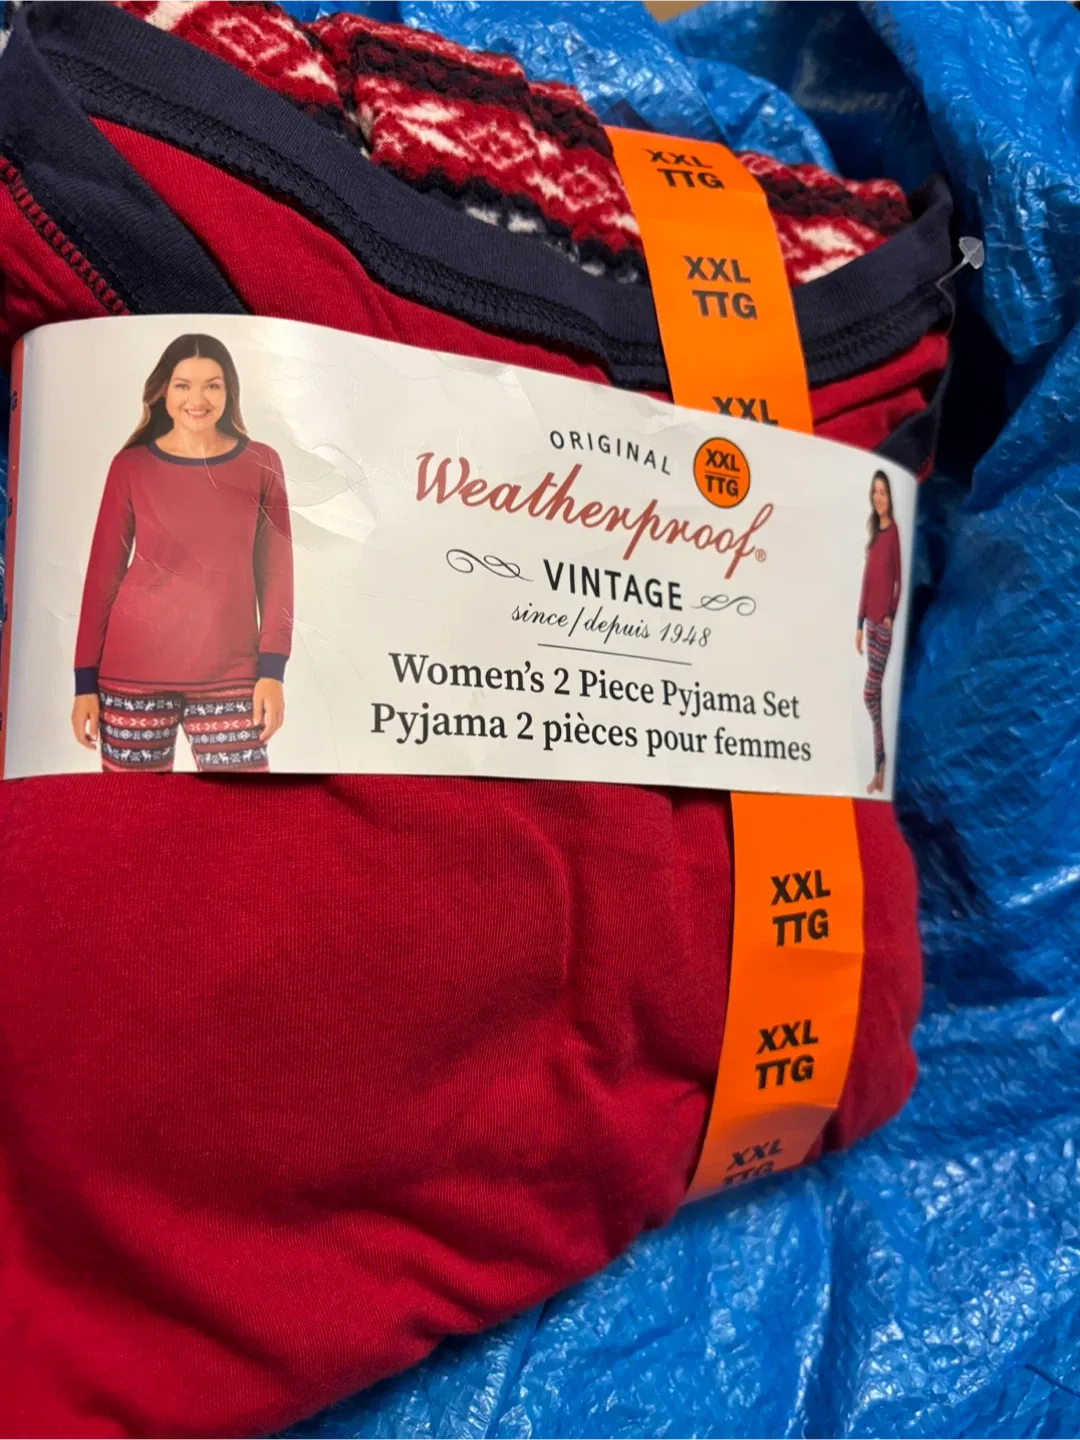 XXL
TTG
XXL
TTG
XXL
ORIGINAL
XXL
TTG
Weatherproof®
VINTAGE
since/depuis 1948
Women's 2 Piece Pyjama Set
Pyjama 2 pièces pour femmes
XXL
TTG
XXL
TTG
XXL
TTG